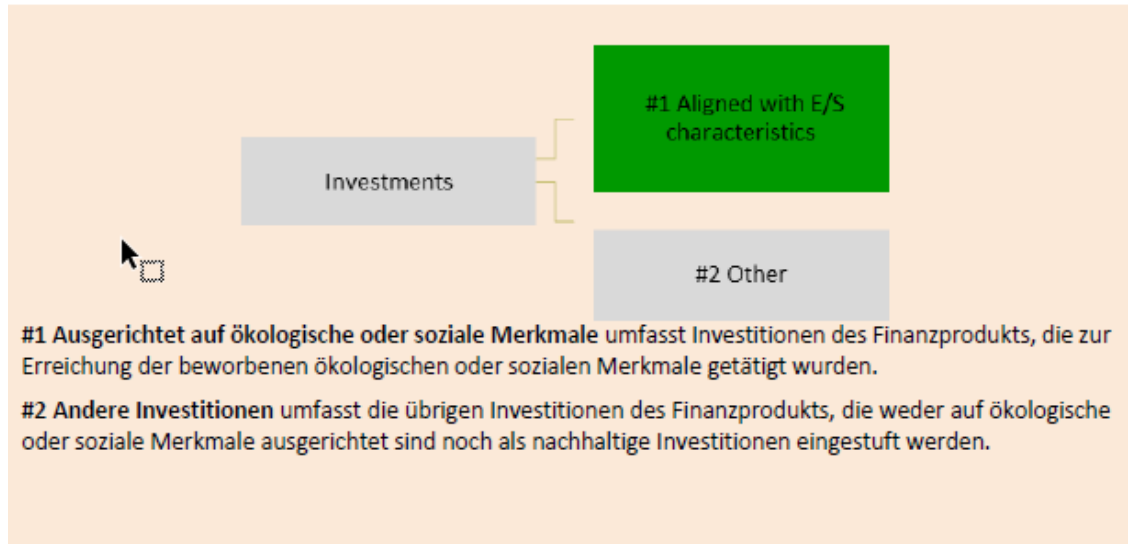 #1 Aligned with E/S
characteristics
Investments
#2 Other
#1 Ausgerichtet auf ökologische oder soziale Merkmale umfasst Investitionen des Finanzprodukts, die zur
Erreichung der beworbenen ökologischen oder sozialen Merkmale getätigt wurden.
#2 Andere Investitionen umfasst die übrigen Investitionen des Finanzprodukts, die weder auf ökologische
oder soziale Merkmale ausgerichtet sind noch als nachhaltige Investitionen eingestuft werden.